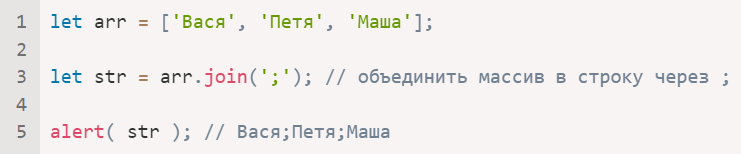 1 let arr = ['Вася', 'Петя', 'Маша'];
2
3 let str = arr.join(';'); // объединить массив в строку через ;
4
5 alert( str ); // Вася;Петя;Маша